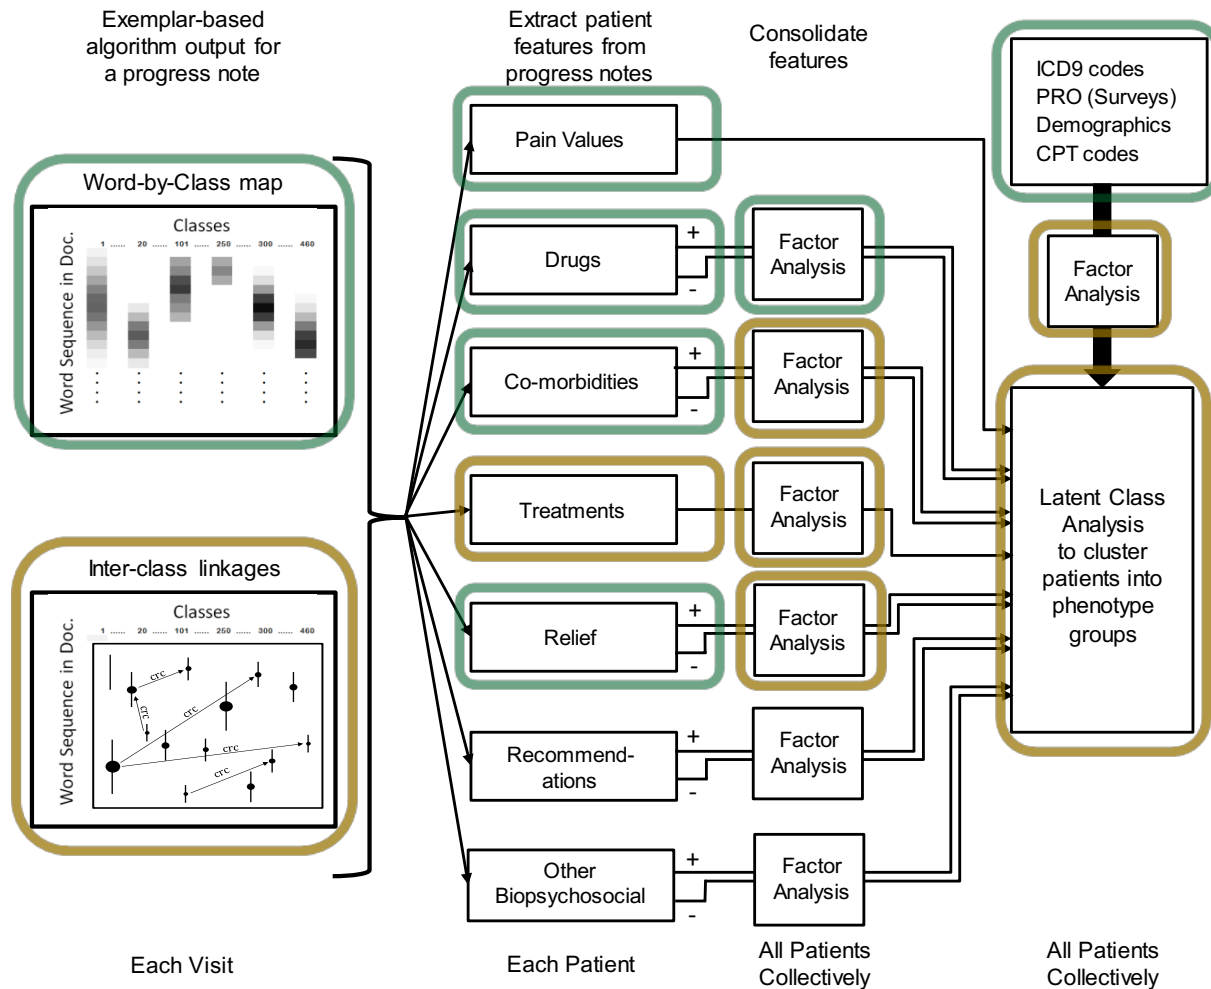 Exemplar-based
algorithm output for
a progress note
Extract patient
features from
progress notes
Consolidate
features
ICD9 codes
PRO (Surveys)
Demographics
CPT codes
Word-by-Class map
Classes
1 ...... 20 ...... 101 ...... 250 ...... 300 ...... 460
Word Sequence in Doc.
Inter-class linkages
Classes
1 ...... 20 ...... 101 ...... 250 ...... 300 ...... 460
Word Sequence in Doc.
crc
crc
crc
crc
crc
Pain Values
Drugs
+
-
Factor
Analysis
Co-morbidities
+
-
Factor
Analysis
Treatments
Factor
Analysis
Relief
+
-
Factor
Analysis
Recommend-
ations
+
-
Factor
Analysis
Other
Biopsychosocial
+
-
Factor
Analysis
Factor
Analysis
Latent Class
Analysis
to cluster
patients into
phenotype
groups
Each Visit
Each Patient
All Patients
Collectively
All Patients
Collectively